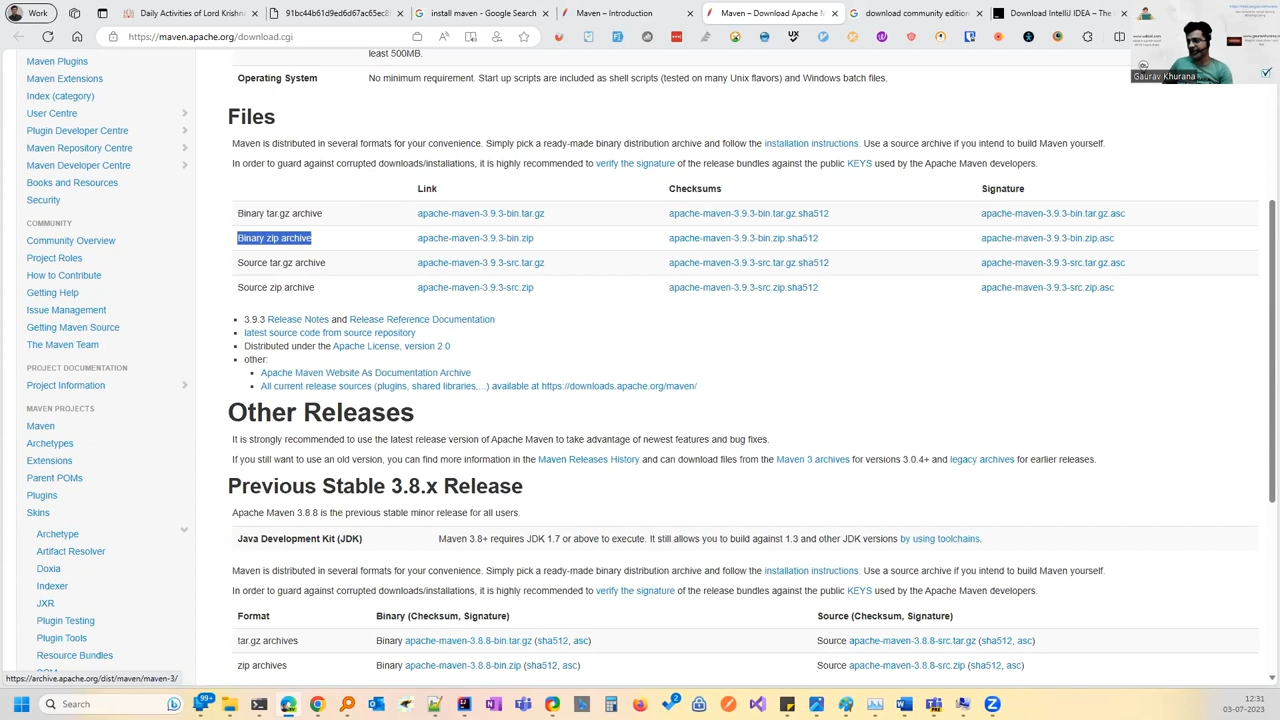 Work
Daily Activities of Lord Krishn
91bc44b61d9ed6d5f6c5c3efc
install maven - Google Search
Maven – Introduction
Maven – Download Apache M
download community edition
Download IntelliJ IDEA – The
https://maven.apache.org/download.cgi
Gaurav Khurana
least 500MB.
Operating System No minimum requirement. Start up scripts are included as shell scripts (tested on many Unix flavors) and Windows batch files.
Maven Plugins
Maven Extensions
Index (category)
User Centre
Plugin Developer Centre
Maven Repository Centre
Maven Developer Centre
Books and Resources
Security
COMMUNITY
Community Overview
Project Roles
How to Contribute
Getting Help
Issue Management
Getting Maven Source
The Maven Team
PROJECT DOCUMENTATION
Project Information
MAVEN PROJECTS
Maven
Archetypes
Extensions
Parent POMs
Plugins
Skins
Archetype
Artifact Resolver
Doxia
Indexer
JXR
Plugin Testing
Plugin Tools
Resource Bundles
Files
Maven is distributed in several formats for your convenience. Simply pick a ready-made binary distribution archive and follow the installation instructions. Use a source archive if you intend to build Maven yourself.
In order to guard against corrupted downloads/installations, it is highly recommended to verify the signature of the release bundles against the public KEYS used by the Apache Maven developers.
Link Checksums Signature
Binary tar.gz archive apache-maven-3.9.3-bin.tar.gz apache-maven-3.9.3-bin.tar.gz.sha512 apache-maven-3.9.3-bin.tar.gz.asc
Binary zip archive apache-maven-3.9.3-bin.zip apache-maven-3.9.3-bin.zip.sha512 apache-maven-3.9.3-bin.zip.asc
Source tar.gz archive apache-maven-3.9.3-src.tar.gz apache-maven-3.9.3-src.tar.gz.sha512 apache-maven-3.9.3-src.tar.gz.asc
Source zip archive apache-maven-3.9.3-src.zip apache-maven-3.9.3-src.zip.sha512 apache-maven-3.9.3-src.zip.asc
3.9.3 Release Notes and Release Reference Documentation
latest source code from source repository
Distributed under the Apache License, version 2.0
other:
Apache Maven Website As Documentation Archive
All current release sources (plugins, shared libraries,...) available at https://downloads.apache.org/maven/
Other Releases
It is strongly recommended to use the latest release version of Apache Maven to take advantage of newest features and bug fixes.
If you still want to use an old version, you can find more information in the Maven Releases History and can download files from the Maven 3 archives for versions 3.0.4+ and legacy archives for earlier releases.
Previous Stable 3.8.x Release
Apache Maven 3.8.8 is the previous stable minor release for all users.
Java Development Kit (JDK) Maven 3.8+ requires JDK 1.7 or above to execute. It still allows you to build against 1.3 and other JDK versions by using toolchains.
Maven is distributed in several formats for your convenience. Simply pick a ready-made binary distribution archive and follow the installation instructions. Use a source archive if you intend to build Maven yourself.
In order to guard against corrupted downloads/installations, it is highly recommended to verify the signature of the release bundles against the public KEYS used by the Apache Maven developers.
Format Binary (Checksum, Signature) Source (Checksum, Signature)
tar.gz archives Binary apache-maven-3.8.8-bin.tar.gz (sha512, asc) Source apache-maven-3.8.8-src.tar.gz (sha512, asc)
zip archives Binary apache-maven-3.8.8-bin.zip (sha512, asc) Source apache-maven-3.8.8-src.zip (sha512, asc)
https://archive.apache.org/dist/maven/maven-3/
Search
99+
2
12:31
03-07-2023